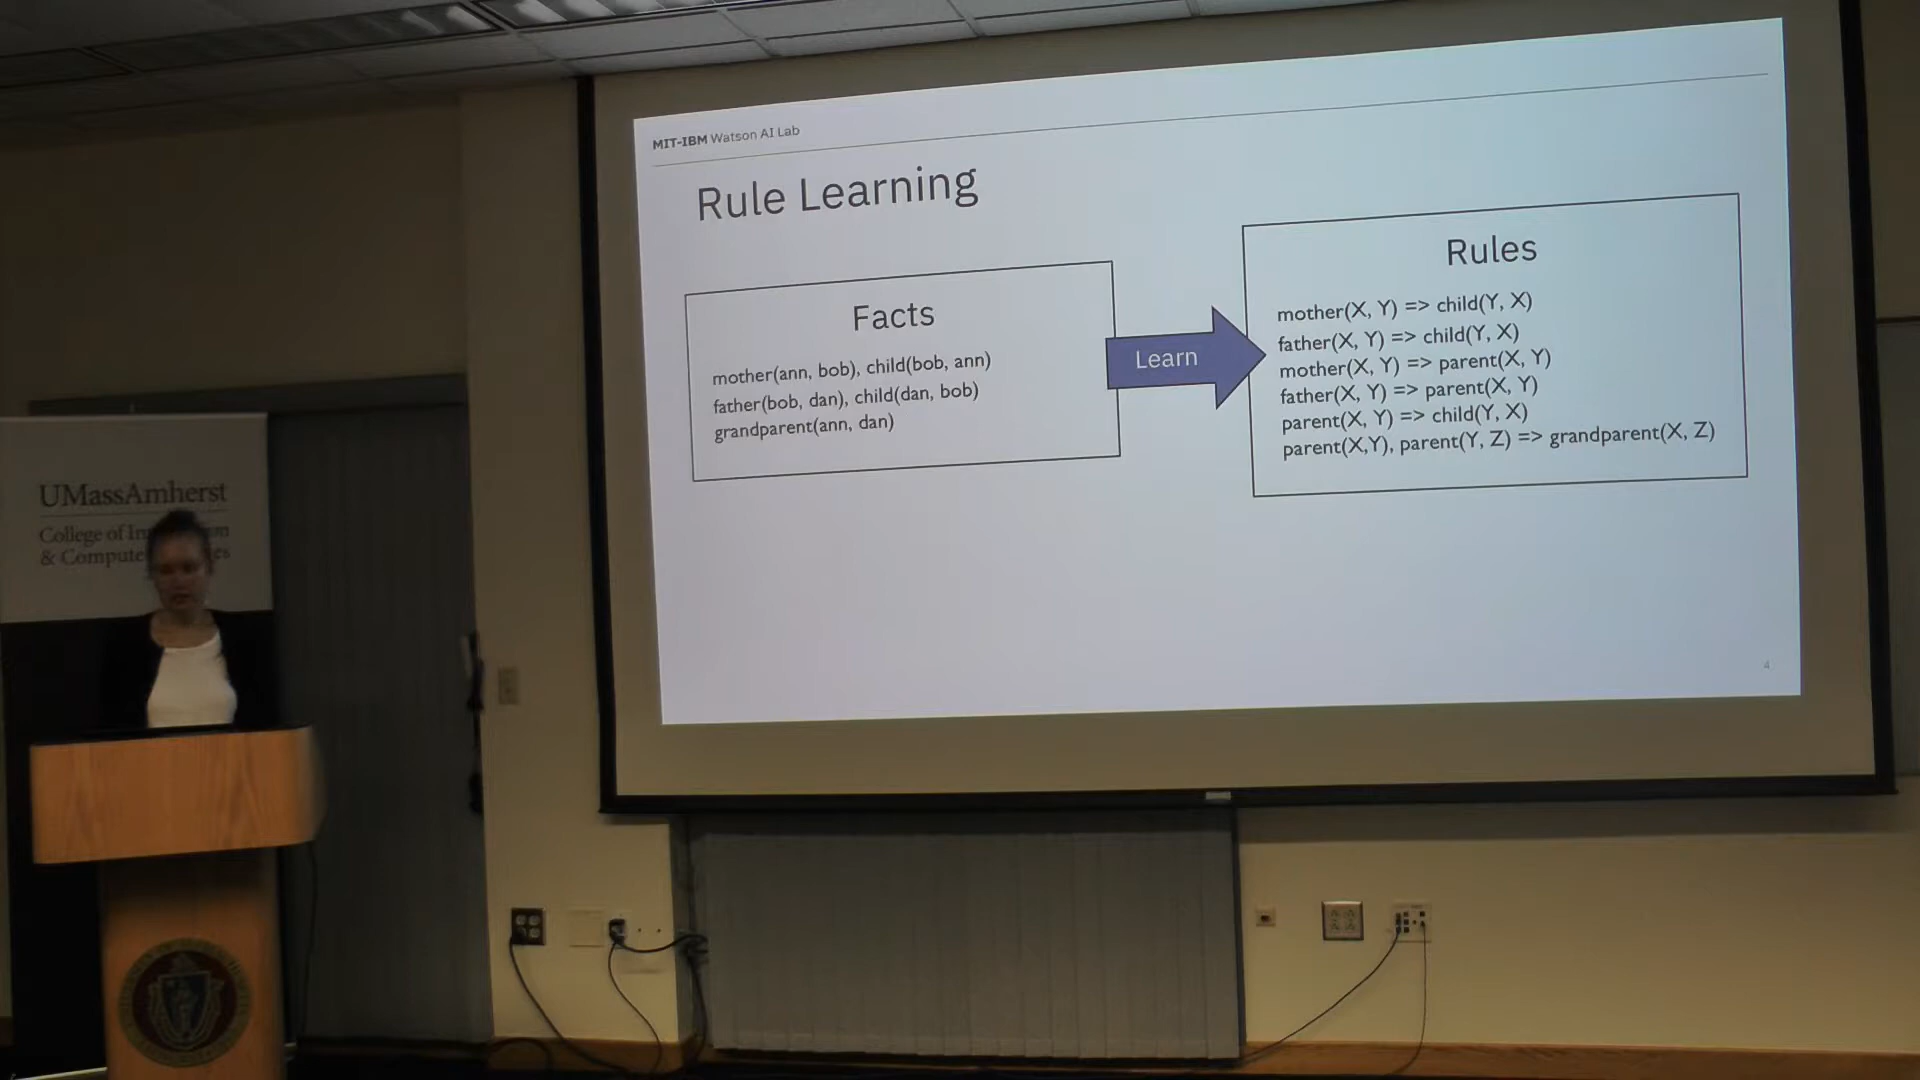 MIT-IBM Watson AI Lab
Rule Learning
Facts
mother(ann, bob), child(bob, ann)
father(bob, dan), child(dan, bob)
grandparent(ann, dan)
Learn
Rules
mother(X, Y) => child(Y, X)
father(X, Y) => child(Y, X)
mother(X, Y) => parent(X, Y)
father(X, Y) => parent(X, Y)
parent(X, Y) => child(Y, X)
parent(X,Y), parent(Y, Z) => grandparent(X, Z)
4
UMassAmherst
College of
& Compute